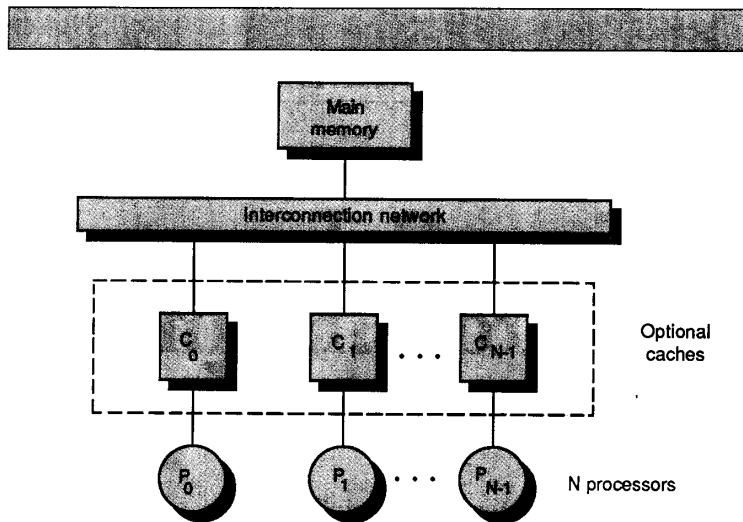 Main
memory
Interconnection network
C0 C1 . . . CN-1
Optional
caches
P0 P1 . . . PN-1 N processors